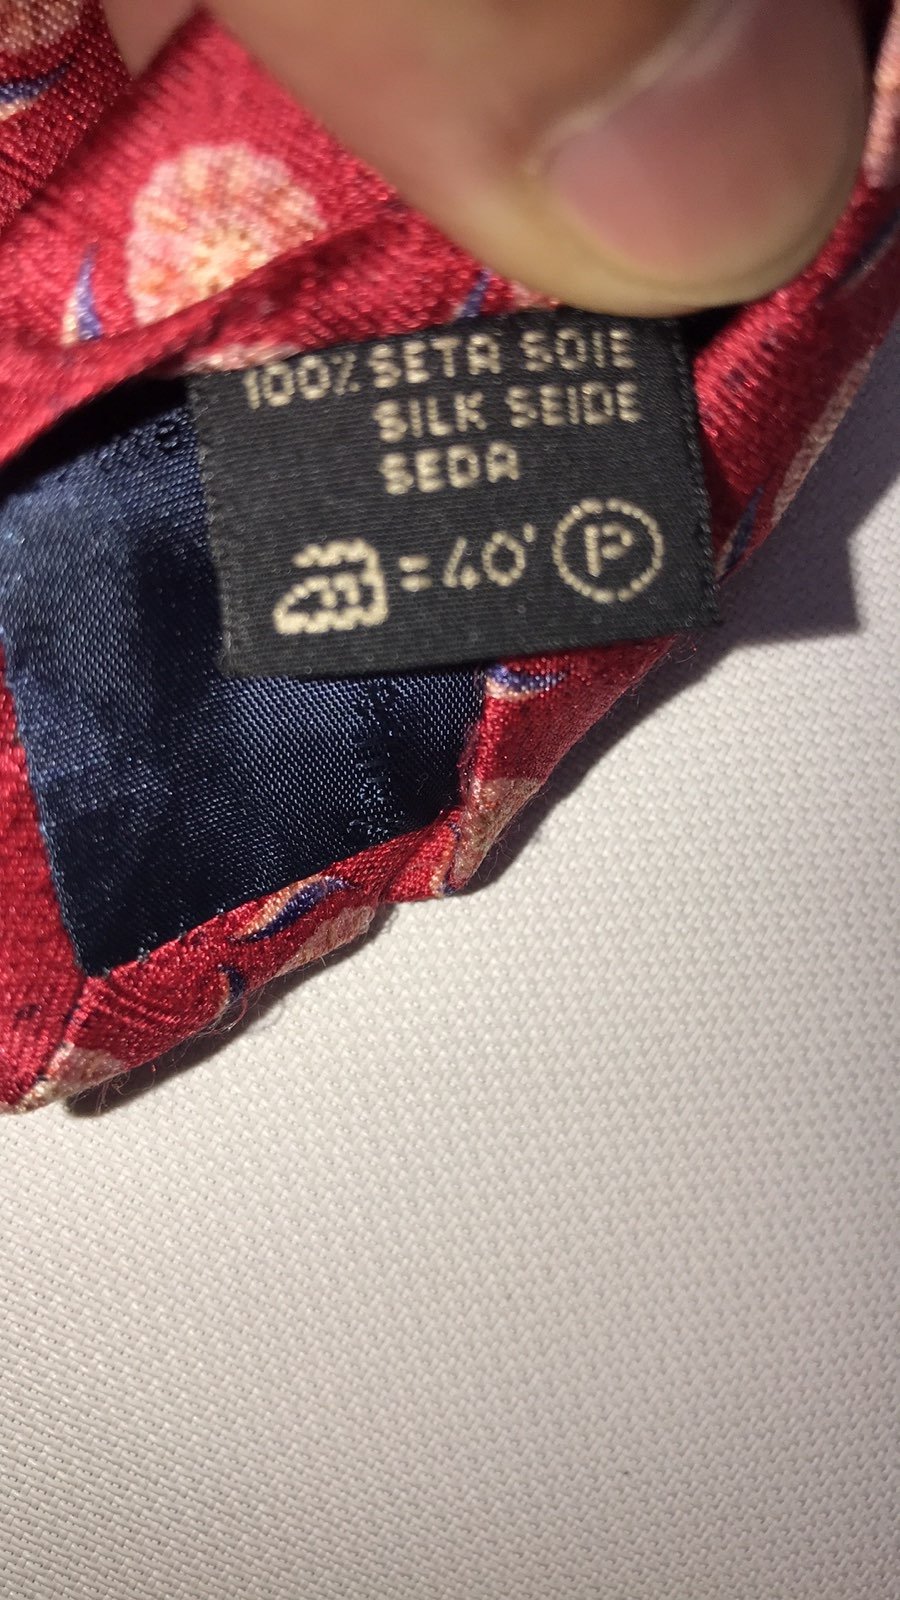 100% SETA SOIE
SILK SEIDE
SEDA
= 40° P